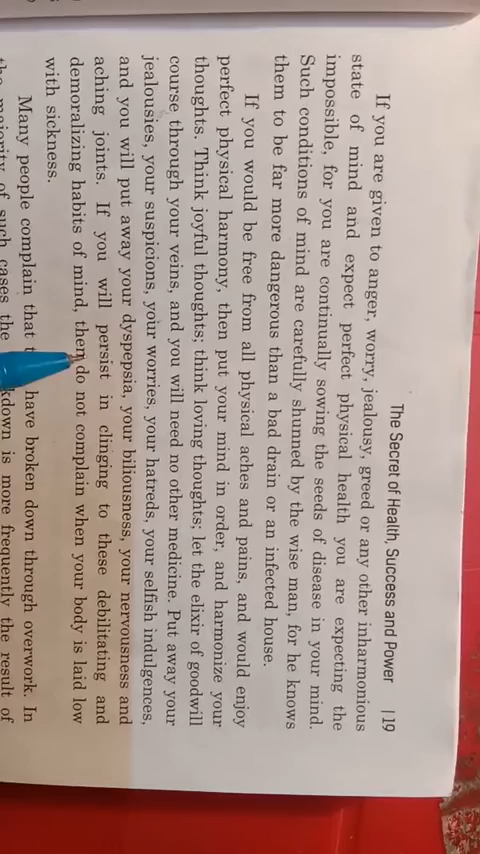 The Secret of Health, Success and Power | 19
If you are given to anger, worry, jealousy, greed or any other inharmonious
state of mind and expect perfect physical health you are expecting the
impossible, for you are continually sowing the seeds of disease in your mind.
Such conditions of mind are carefully shunned by the wise man, for he knows
them to be far more dangerous than a bad drain or an infected house.
If you would be free from all physical aches and pains, and would enjoy
perfect physical harmony, then put your mind in order, and harmonize your
thoughts. Think joyful thoughts; think loving thoughts; let the elixir of goodwill
course through your veins, and you will need no other medicine. Put away your
jealousies, your suspicions, your worries, your hatreds, your selfish indulgences,
and you will put away your dyspepsia, your biliousness, your nervousness and
aching joints. If you will persist in clinging to these debilitating and
demoralizing habits of mind, then do not complain when your body is laid low
with sickness.
Many people complain that have broken down through overwork. In
the majority of such cases the is more frequently the result of